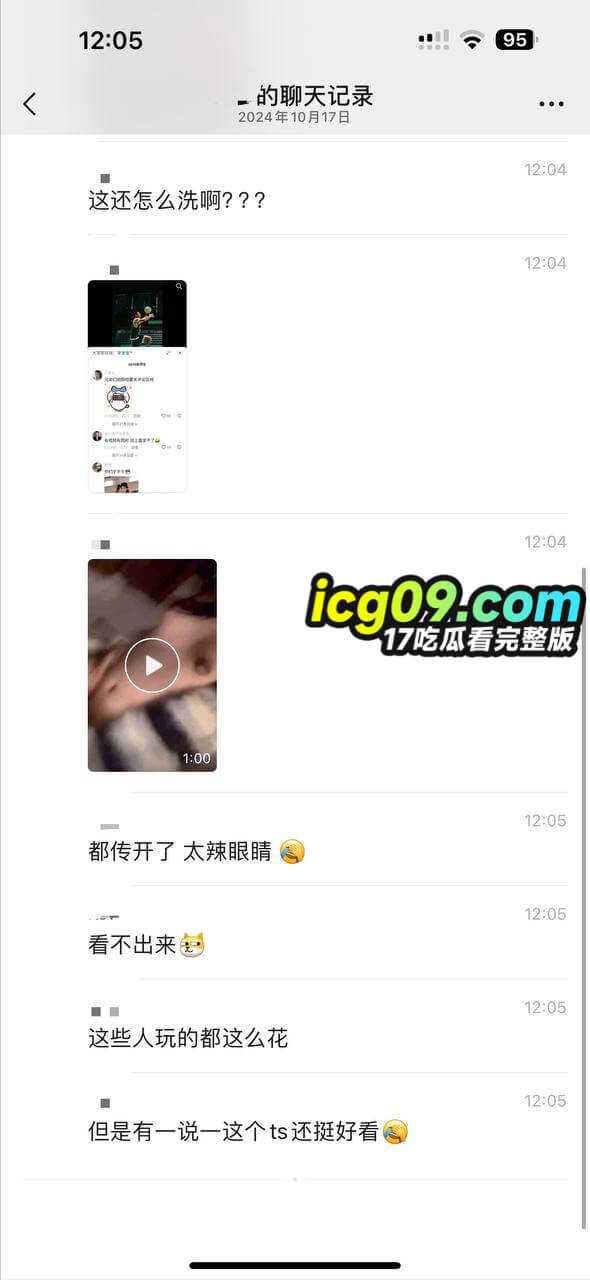 12:05
95
的聊天记录
2024年10月17日
12:04
这还怎么洗啊???
12:04
12:04
icg09.com
17吃瓜看完整版
1:00
12:05
都传开了 太辣眼睛
12:05
看不出来
12:05
这些人玩的都这么花
12:05
但是有一说一这个ts还挺好看